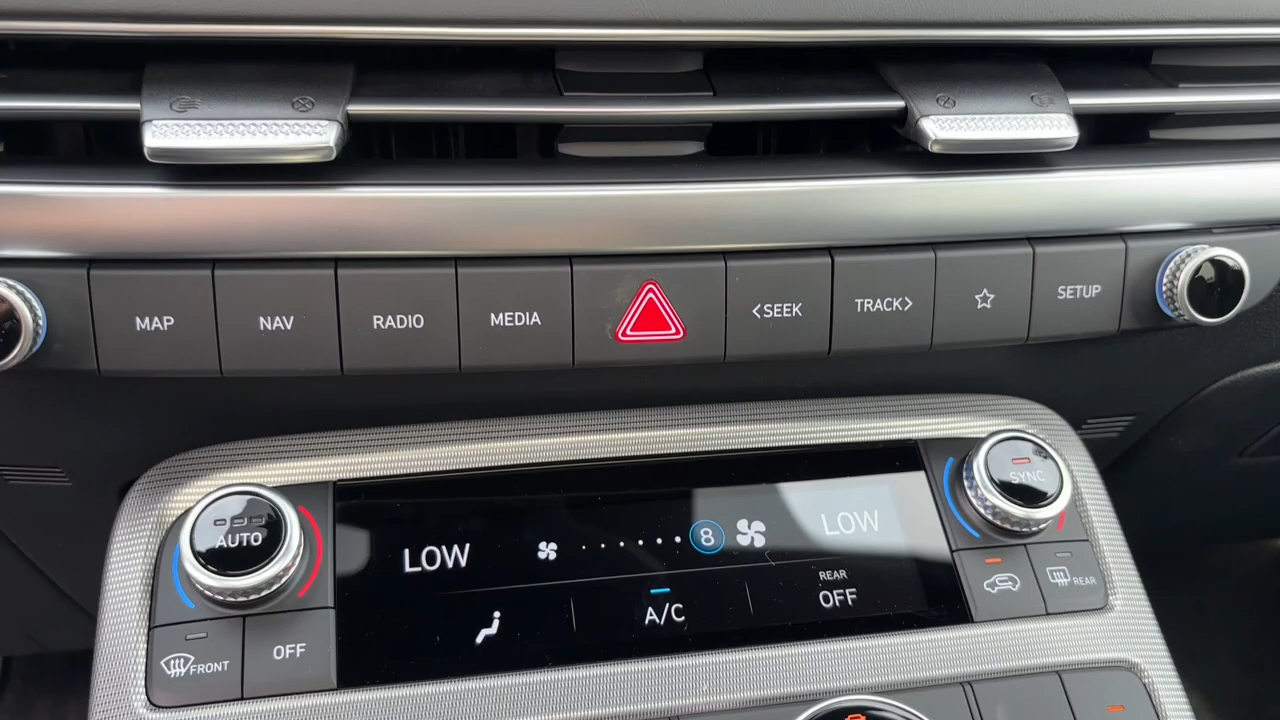 MAP
NAV
RADIO
MEDIA
<SEEK
TRACK>
SETUP
AUTO
LOW
8
LOW
SYNC
A/C
REAR
OFF
REAR
FRONT
OFF